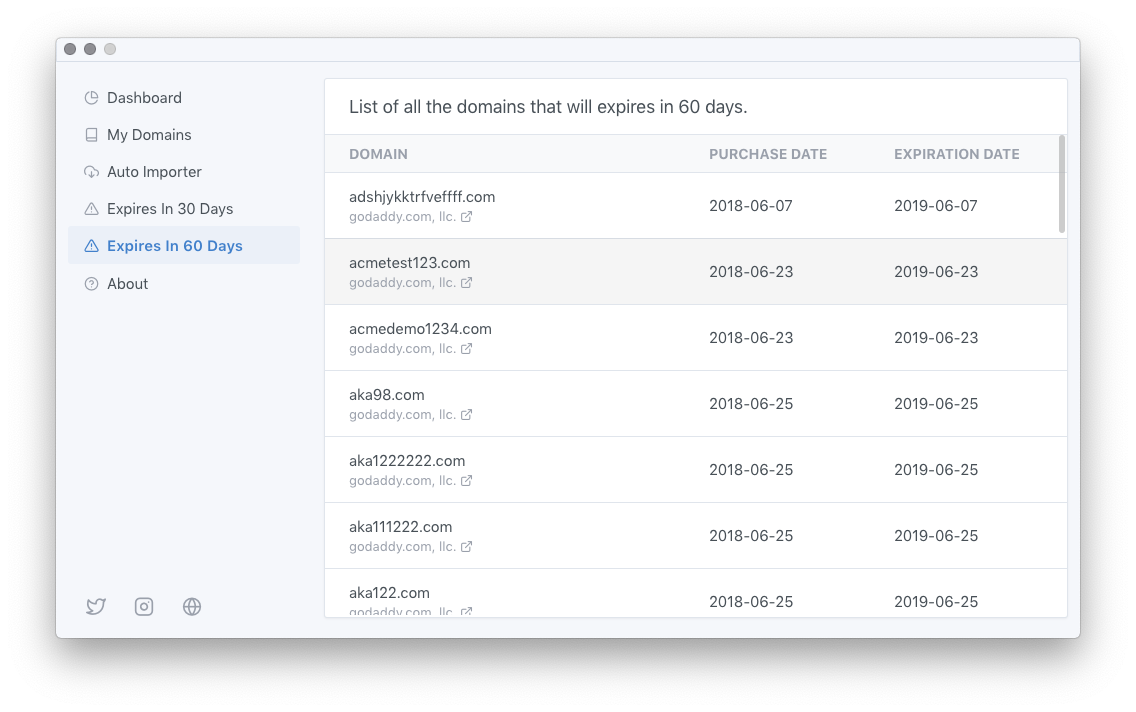 Dashboard
My Domains
Auto Importer
Expires In 30 Days
Expires In 60 Days
About
List of all the domains that will expires in 60 days.
DOMAIN PURCHASE DATE EXPIRATION DATE
adshjykktrfveffff.com
godaddy.com, llc.
2018-06-07 2019-06-07
acmetest123.com
godaddy.com, llc.
2018-06-23 2019-06-23
acmedemo1234.com
godaddy.com, llc.
2018-06-23 2019-06-23
aka98.com
godaddy.com, llc.
2018-06-25 2019-06-25
aka1222222.com
godaddy.com, llc.
2018-06-25 2019-06-25
aka111222.com
godaddy.com, llc.
2018-06-25 2019-06-25
aka122.com
godaddy.com, llc.
2018-06-25 2019-06-25